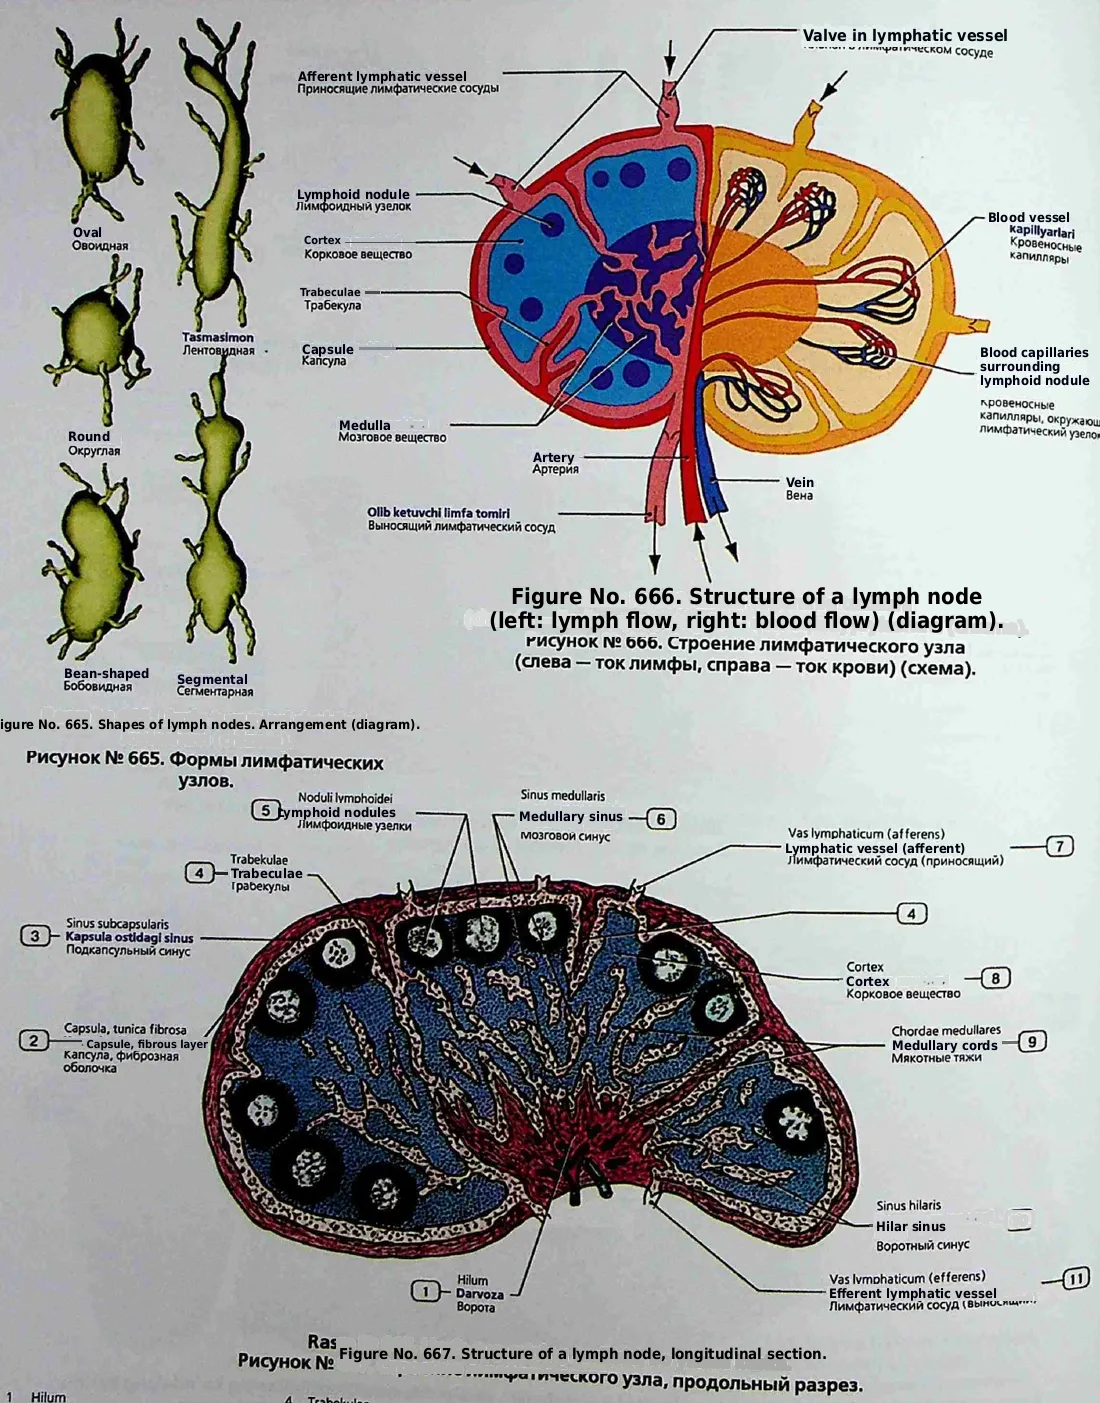 Valve in lymphatic vessel
сосуде
Afferent lymphatic vessel
Приносящие лимфатические сосуды
Lymphoid nodule
Лимфоидный узелок
Cortex
Корковое вещество
Trabeculae
Трабекула
Capsule
Капсула
Medulla
Мозговое вещество
Artery
Артерия
Olib ketuvchi limfa tomiri
Выносящий лимфатический сосуд
Vein
Вена
Blood vessel
kapillyarlari
Кровеносные
капилляры
Blood capillaries
surrounding
lymphoid nodule
кровеносные
капилляры, окружающ
лимфатический узелок
Oval
Овоидная
Tasmasimon
Лентовидная
Round
Округлая
Bean-shaped
Бобовидная
Segmental
Сегментарная
Figure No. 666. Structure of a lymph node
(left: lymph flow, right: blood flow) (diagram).
Рисунок № 666. Строение лимфатического узла
(слева — ток лимфы, справа — ток крови) (схема).
igure No. 665. Shapes of lymph nodes. Arrangement (diagram).
Рисунок № 665. Формы лимфатических
узлов.
Noduli lymphoidei
5 Lymphoid nodules
Лимфоидные узелки
Sinus medullaris
Medullary sinus 6
мозговой синус
Vas lymphaticum (afferens)
Lymphatic vessel (afferent) 7
Лимфатический сосуд (приносящий)
Trabekulae
4 Trabeculae
Трабекулы
4
Sinus subcapsularis
3 Kapsula ostidagi sinus
Подкапсульный синус
Cortex
Cortex 8
Корковое вещество
Capsula, tunica fibrosa
2 Capsule, fibrous layer
Капсула, фиброзная
оболочка
Chordae medullares
Medullary cords 9
Мякотные тяжи
Sinus hilaris
Hilar sinus
Воротный синус
Hilum
1 Darvoza
Ворота
Vas lymphaticum (efferens)
Efferent lymphatic vessel 11
Лимфатический сосуд (выносящий)
Ras
Figure No. 667. Structure of a lymph node, longitudinal section.
Рисунок №
лимфатического узла, продольный разрез.
1 Hilum 4 Trabekulae